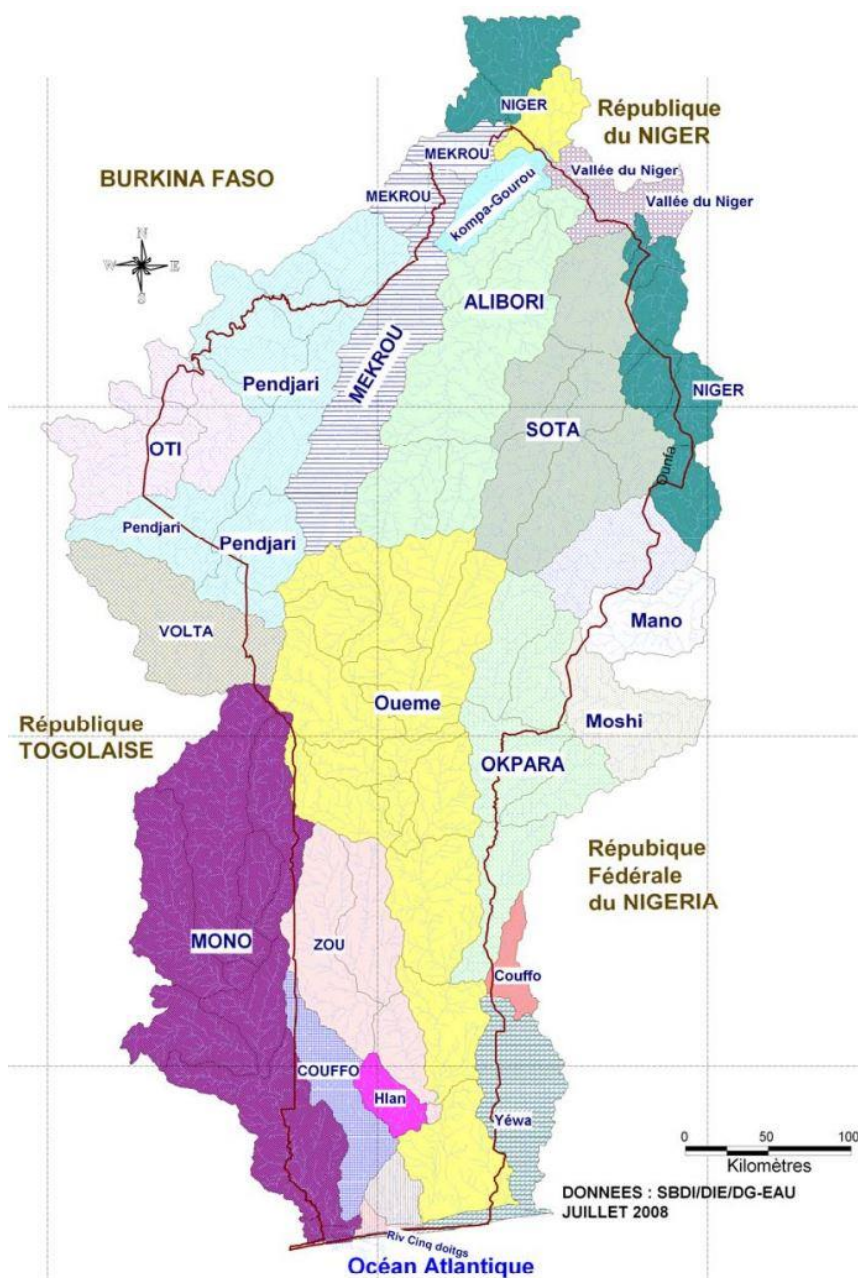 NIGER
République
du NIGER
MEKROU
BURKINA FASO
Vallée du Niger
MEKROU
kompa-Gourou
Vallée du Niger
N
W
E
S
ALIBORI
Pendjari
MEKROU
NIGER
SOTA
OTI
Ounfa
Pendjari
Pendjari
Mano
VOLTA
Oueme
Moshi
République
TOGOLAISE
OKPARA
Répubique
Fédérale
du NIGERIA
MONO
ZOU
Couffo
COUFFO
Hlan
Yéwa
0 50 100
Kilomètres
DONNEES : SBDI/DIE/DG-EAU
JUILLET 2008
Riv Cinq doitgs
Océan Atlantique